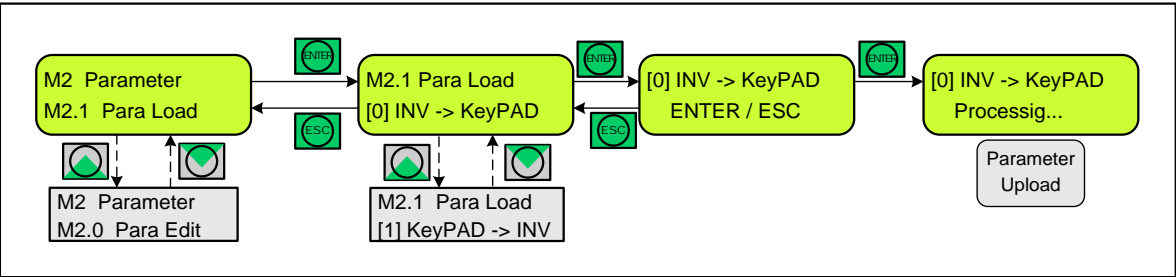 ENTER
ENTER
ENTER
M2  Parameter
M2.1  Para Load
M2.1 Para Load
[0] INV -> KeyPAD
[0] INV -> KeyPAD
ENTER / ESC
[0] INV -> KeyPAD
Processig...
ESC
ESC
Parameter
Upload
M2  Parameter
M2.0  Para Edit
M2.1  Para Load
[1] KeyPAD -> INV